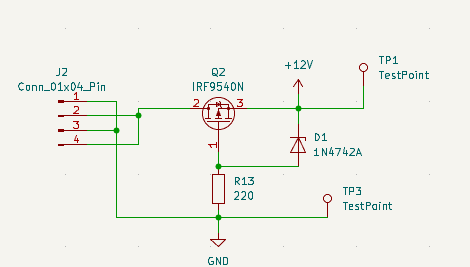 J2
Conn_01x04_Pin
1
2
3
4
Q2
IRF9540N
2
3
1
+12V
TP1
TestPoint
D1
1N4742A
R13
220
TP3
TestPoint
GND